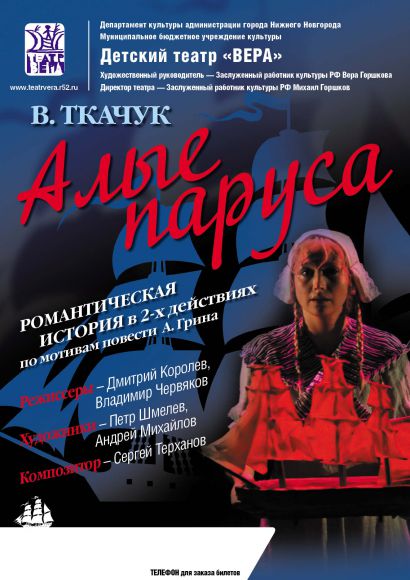 Департамент культуры администрации города Нижнего Новгорода
Муниципальное бюджетное учреждение культуры
Детский театр «ВЕРА»
Художественный руководитель — Заслуженный работник культуры РФ Вера Горшкова
Директор театра — Заслуженный работник культуры РФ Михаил Горшков
ТЕАТР
ВЕРА
www.teatrvera.r52.ru
В. ТКАЧУК
Алые
паруса
РОМАНТИЧЕСКАЯ
ИСТОРИЯ в 2-х действиях
по мотивам повести А. Грина
Режиссеры – Дмитрий Королев,
Владимир Червяков
Художники – Петр Шмелев,
Андрей Михайлов
Композитор – Сергей Терханов
ТЕЛЕФОН для заказа билетов